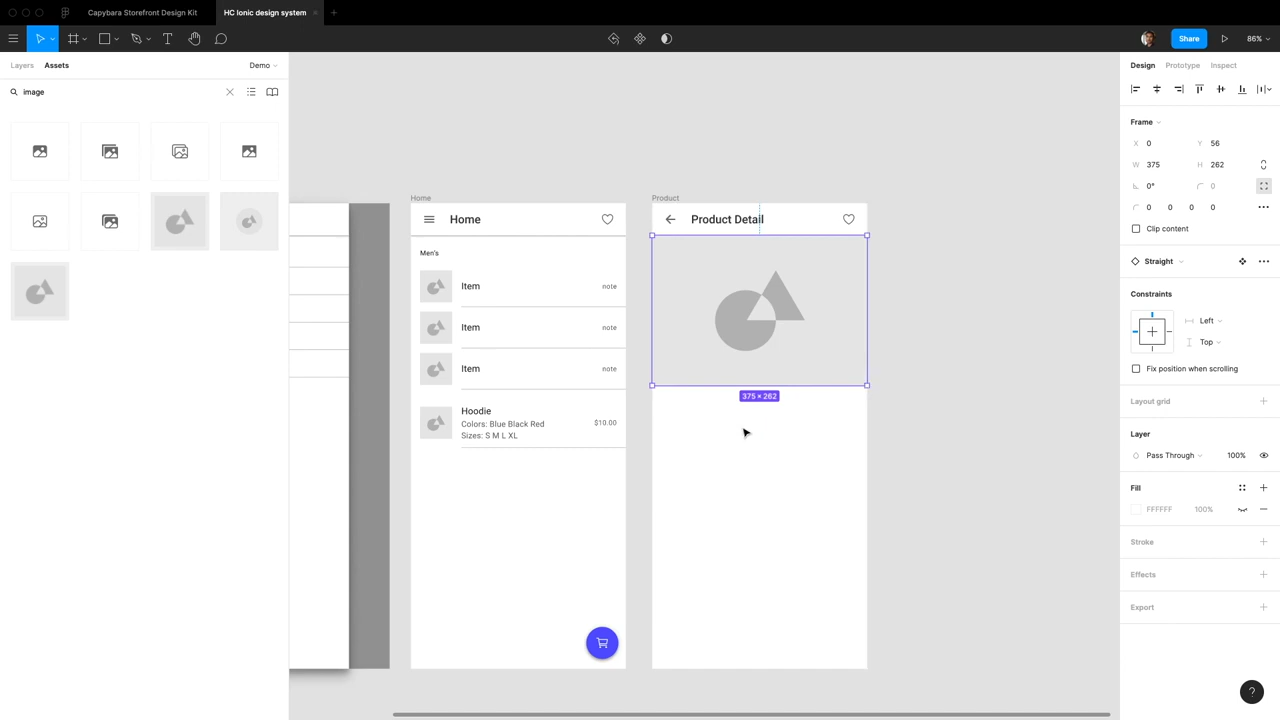 Capybara Storefront Design Kit
HC Ionic design system
Share
86%
Layers
Assets
Demo
image
Home
Home
Men's
Item
note
Item
note
Item
note
Hoodie
Colors: Blue Black Red
Sizes: S M L XL
$10.00
Product
Product Detail
375 × 262
Design
Prototype
Inspect
Frame
X 0
Y 56
W 375
H 262
0°
0
0 0 0 0
Clip content
Straight
Constraints
Left
Top
Fix position when scrolling
Layout grid
Layer
Pass Through
100%
Fill
FFFFFF
100%
Stroke
Effects
Export
?